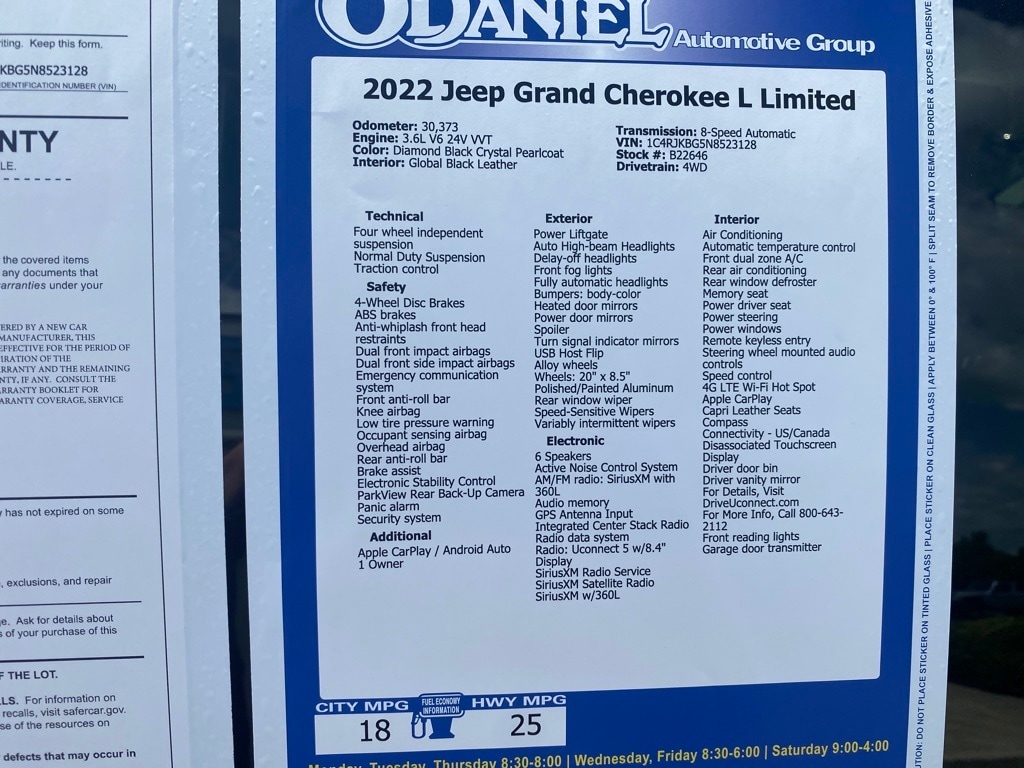 iting. Keep this form.
KBG5N8523128
IDENTIFICATION NUMBER (VIN)
NTY
LE.
the covered items
any documents that
arranties under your
ERED BY A NEW CAR
MANUFACTURER, THIS
EFFECTIVE FOR THE PERIOD OF
IRATION OF THE
RRANTY AND THE REMAINING
NTY, IF ANY. CONSULT THE
RRANTY BOOKLET FOR
ARANTY COVERAGE, SERVICE
y has not expired on some
, exclusions, and repair
e. Ask for details about
s of your purchase of this
F THE LOT.
LS. For information on
recalls, visit safercar.gov.
se of the resources on
defects that may occur in
O'DANIEL
Automotive Group
2022 Jeep Grand Cherokee L Limited
Odometer: 30,373
Engine: 3.6L V6 24V VVT
Color: Diamond Black Crystal Pearlcoat
Interior: Global Black Leather
Transmission: 8-Speed Automatic
VIN: 1C4RJKBG5N8523128
Stock #: B22646
Drivetrain: 4WD
Technical
Four wheel independent
suspension
Normal Duty Suspension
Traction control
Safety
4-Wheel Disc Brakes
ABS brakes
Anti-whiplash front head
restraints
Dual front impact airbags
Dual front side impact airbags
Emergency communication
system
Front anti-roll bar
Knee airbag
Low tire pressure warning
Occupant sensing airbag
Overhead airbag
Rear anti-roll bar
Brake assist
Electronic Stability Control
ParkView Rear Back-Up Camera
Panic alarm
Security system
Additional
Apple CarPlay / Android Auto
1 Owner
Exterior
Power Liftgate
Auto High-beam Headlights
Delay-off headlights
Front fog lights
Fully automatic headlights
Bumpers: body-color
Heated door mirrors
Power door mirrors
Spoiler
Turn signal indicator mirrors
USB Host Flip
Alloy wheels
Wheels: 20" x 8.5"
Polished/Painted Aluminum
Rear window wiper
Speed-Sensitive Wipers
Variably intermittent wipers
Electronic
6 Speakers
Active Noise Control System
AM/FM radio: SiriusXM with
360L
Audio memory
GPS Antenna Input
Integrated Center Stack Radio
Radio data system
Radio: Uconnect 5 w/8.4"
Display
SiriusXM Radio Service
SiriusXM Satellite Radio
SiriusXM w/360L
Interior
Air Conditioning
Automatic temperature control
Front dual zone A/C
Rear air conditioning
Rear window defroster
Memory seat
Power driver seat
Power steering
Power windows
Remote keyless entry
Steering wheel mounted audio
controls
Speed control
4G LTE Wi-Fi Hot Spot
Apple CarPlay
Capri Leather Seats
Compass
Connectivity - US/Canada
Disassociated Touchscreen
Display
Driver door bin
Driver vanity mirror
For Details, Visit
DriveUconnect.com
For More Info, Call 800-643-
2112
Front reading lights
Garage door transmitter
CITY MPG
18
FUEL ECONOMY
INFORMATION
HWY MPG
25
Monday, Tuesday, Thursday 8:30-8:00 | Wednesday, Friday 8:30-6:00 | Saturday 9:00-4:00
UTION: DO NOT PLACE STICKER ON TINTED GLASS | PLACE STICKER ON CLEAN GLASS | APPLY BETWEEN 0° & 100° F | SPLIT SEAM TO REMOVE BORDER & EXPOSE ADHESIVE